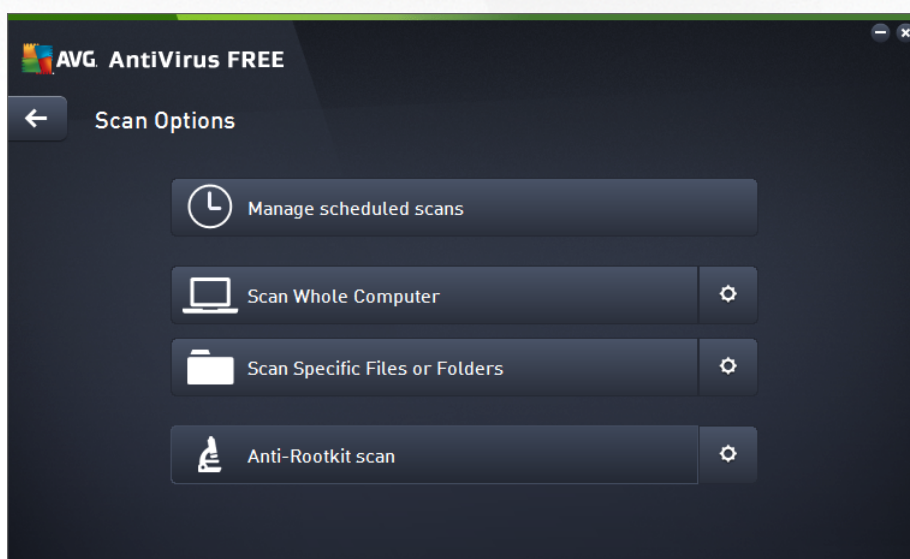 AVG. AntiVirus FREE
Scan Options
Manage scheduled scans
Scan Whole Computer
Scan Specific Files or Folders
Anti-Rootkit scan